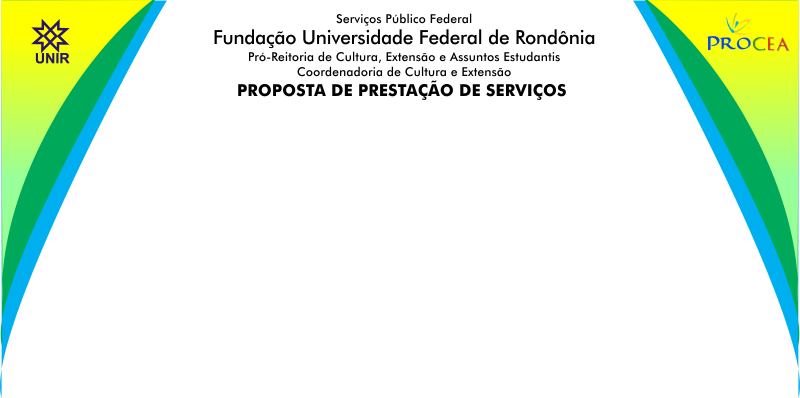 Serviços Público Federal
Fundação Universidade Federal de Rondônia
Pró-Reitoria de Cultura, Extensão e Assuntos Estudantis
Coordenadoria de Cultura e Extensão
PROPOSTA DE PRESTAÇÃO DE SERVIÇOS
UNIR
PROCEA